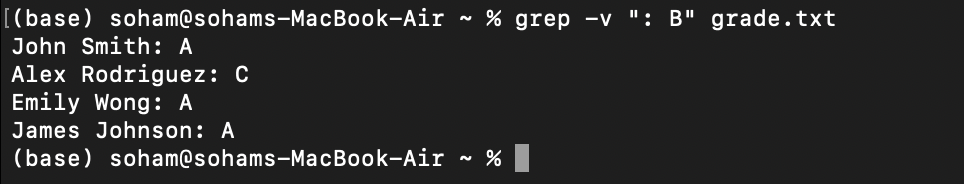 [(base) soham@sohams-MacBook-Air ~ % grep -v ": B" grade.txt
John Smith: A
Alex Rodriguez: C
Emily Wong: A
James Johnson: A
(base) soham@sohams-MacBook-Air ~ %